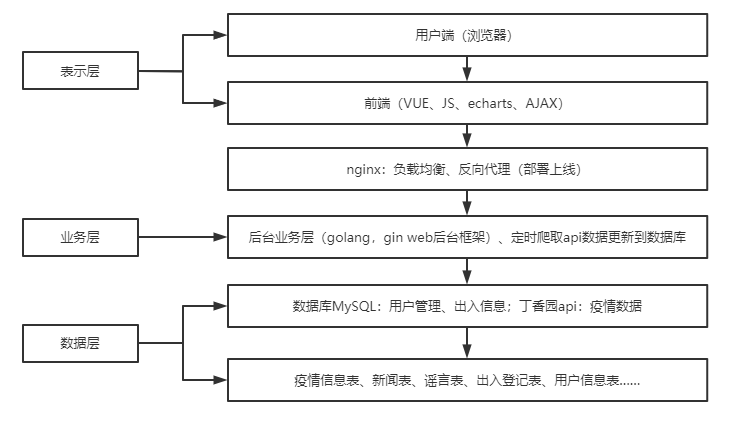 用户端（浏览器）
表示层
前端（VUE、JS、echarts、AJAX）
nginx：负载均衡、反向代理（部署上线）
业务层
后台业务层（golang，gin web后台框架）、定时爬取api数据更新到数据库
数据库MySQL：用户管理、出入信息；丁香园api：疫情数据
数据层
疫情信息表、新闻表、谣言表、出入登记表、用户信息表......